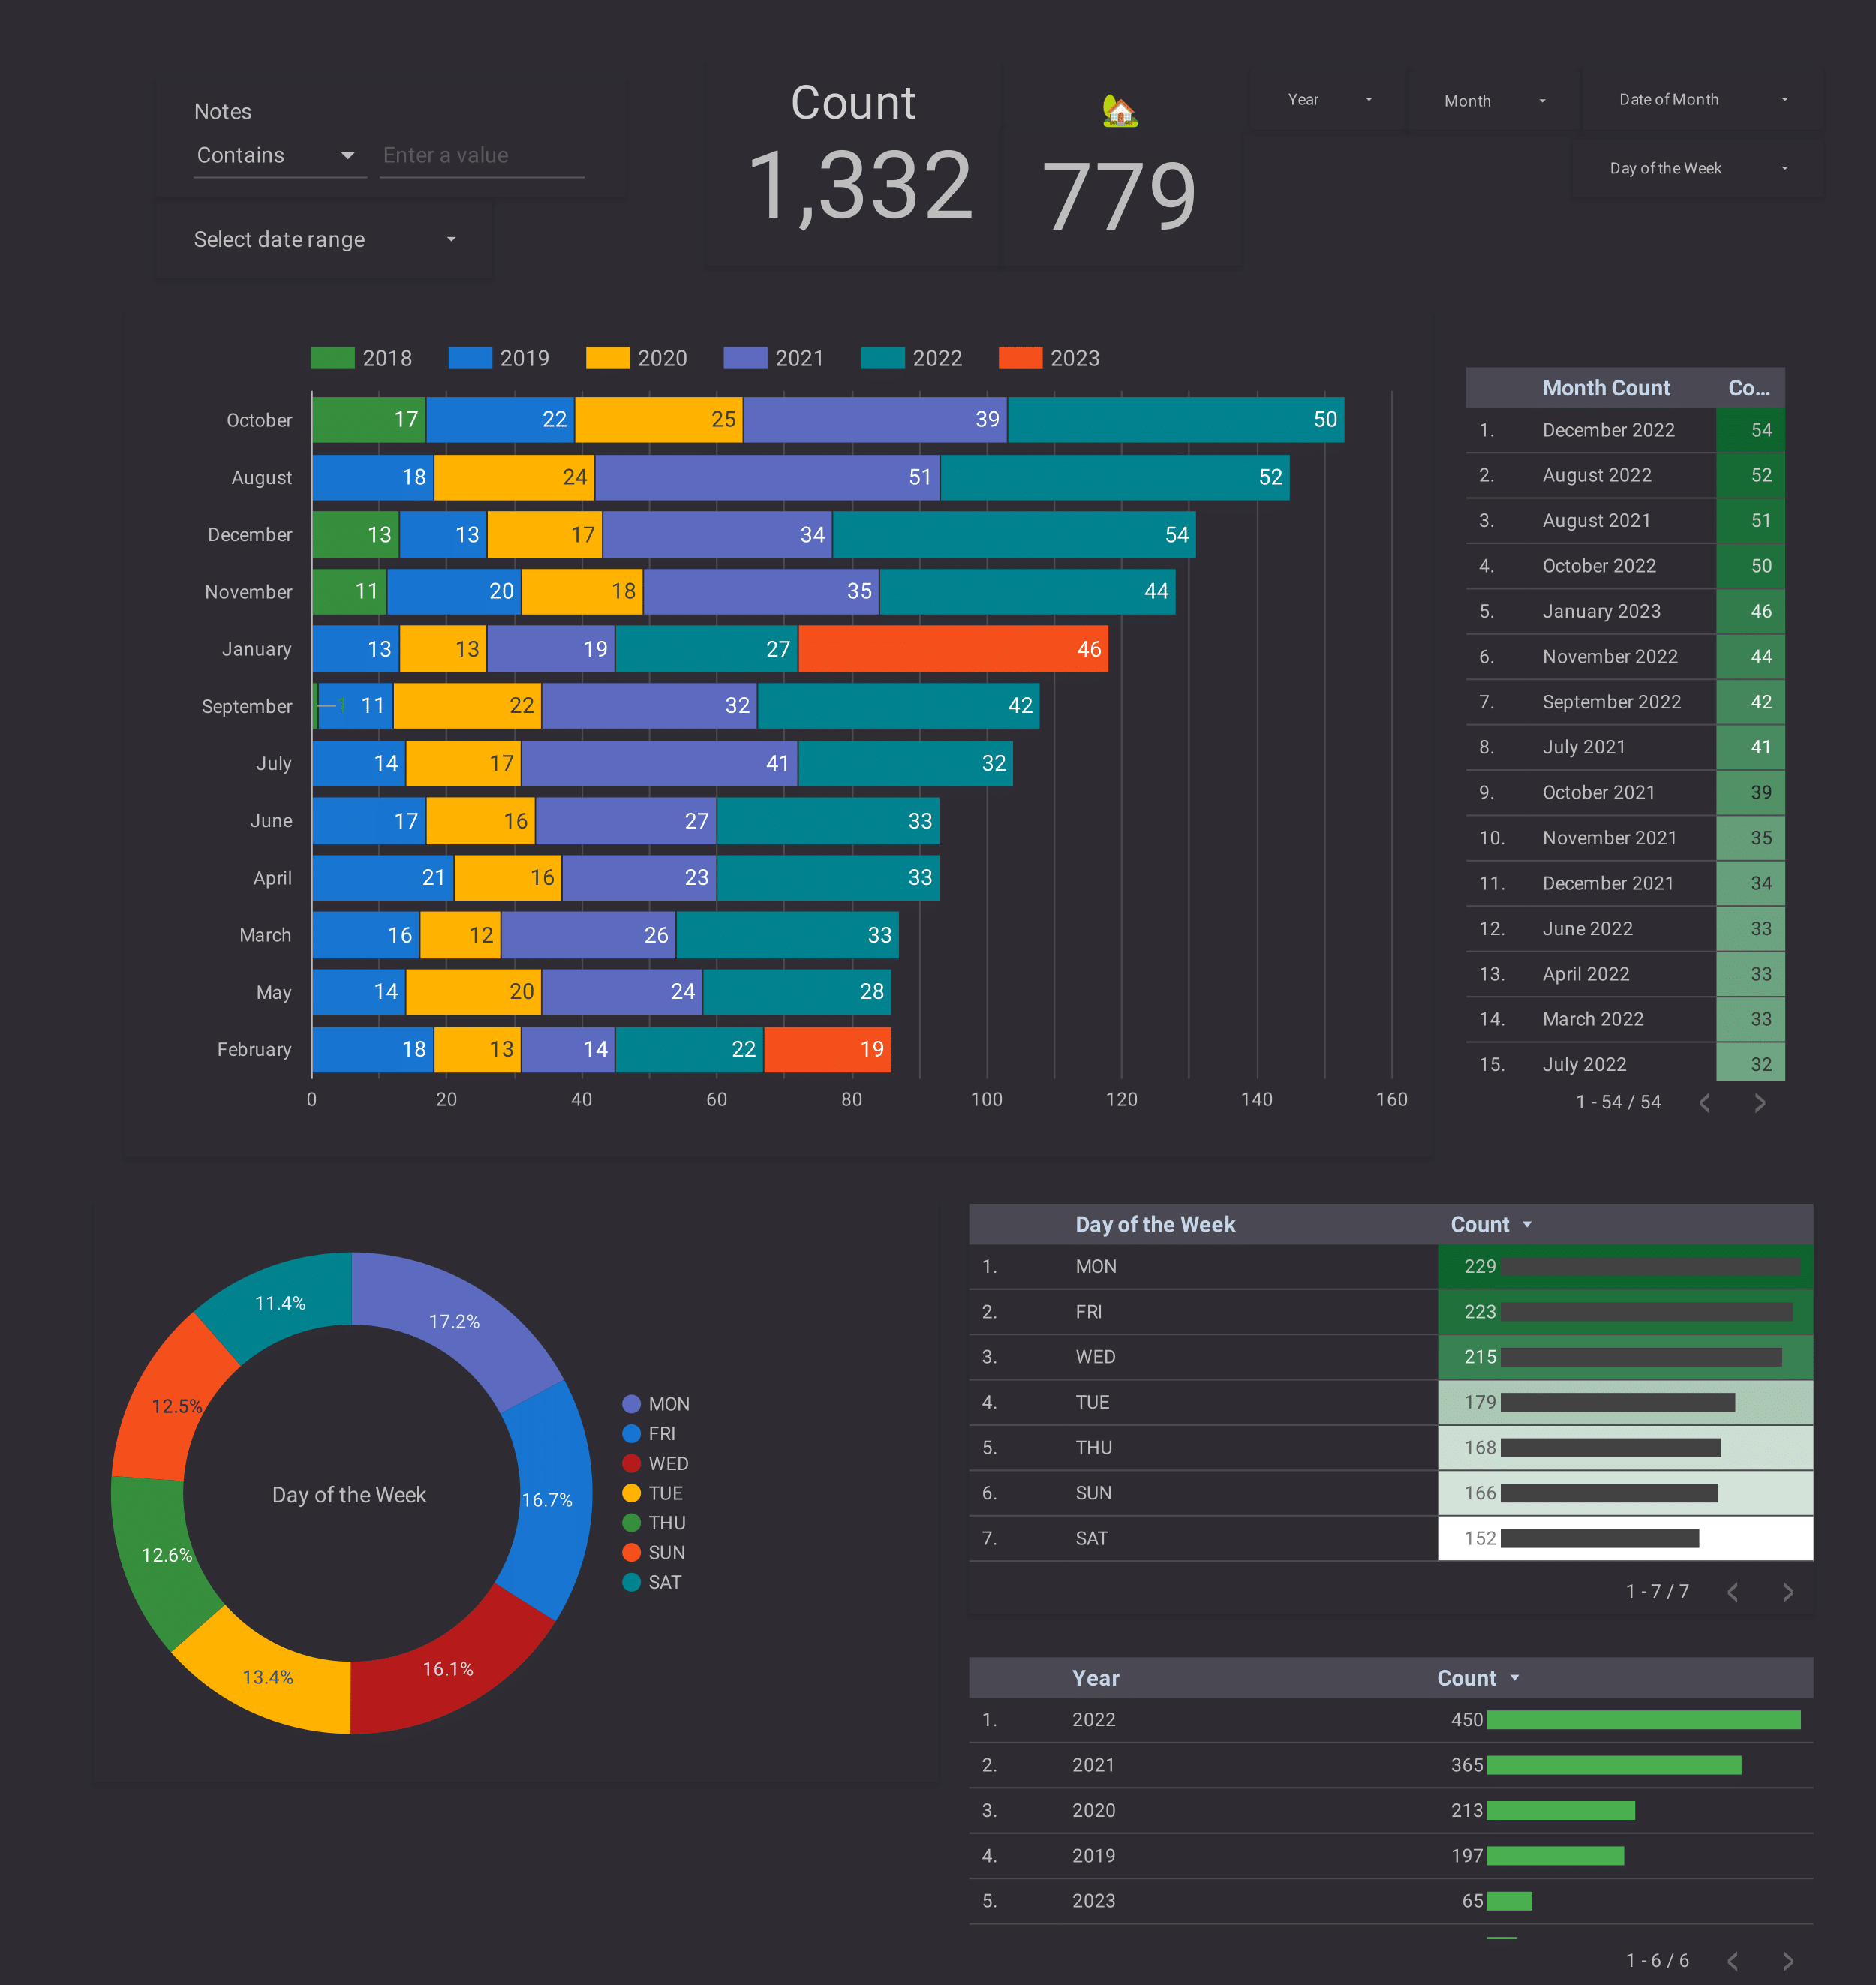 Notes
Contains Enter a value
Select date range
Count
1,332
779
Year Month Date of Month
Day of the Week
2018 2019 2020 2021 2022 2023
October 17 22 25 39 50
August 18 24 51 52
December 13 13 17 34 54
November 11 20 18 35 44
January 13 13 19 27 46
September 1 11 22 32 42
July 14 17 41 32
June 17 16 27 33
April 21 16 23 33
March 16 12 26 33
May 14 20 24 28
February 18 13 14 22 19
0 20 40 60 80 100 120 140 160
Month Count Co...
1. December 2022 54
2. August 2022 52
3. August 2021 51
4. October 2022 50
5. January 2023 46
6. November 2022 44
7. September 2022 42
8. July 2021 41
9. October 2021 39
10. November 2021 35
11. December 2021 34
12. June 2022 33
13. April 2022 33
14. March 2022 33
15. July 2022 32
1 - 54 / 54
11.4% 17.2%
12.5%
16.7%
12.6%
13.4% 16.1%
Day of the Week
MON
FRI
WED
TUE
THU
SUN
SAT
Day of the Week Count
1. MON 229
2. FRI 223
3. WED 215
4. TUE 179
5. THU 168
6. SUN 166
7. SAT 152
1 - 7 / 7
Year Count
1. 2022 450
2. 2021 365
3. 2020 213
4. 2019 197
5. 2023 65
1 - 6 / 6